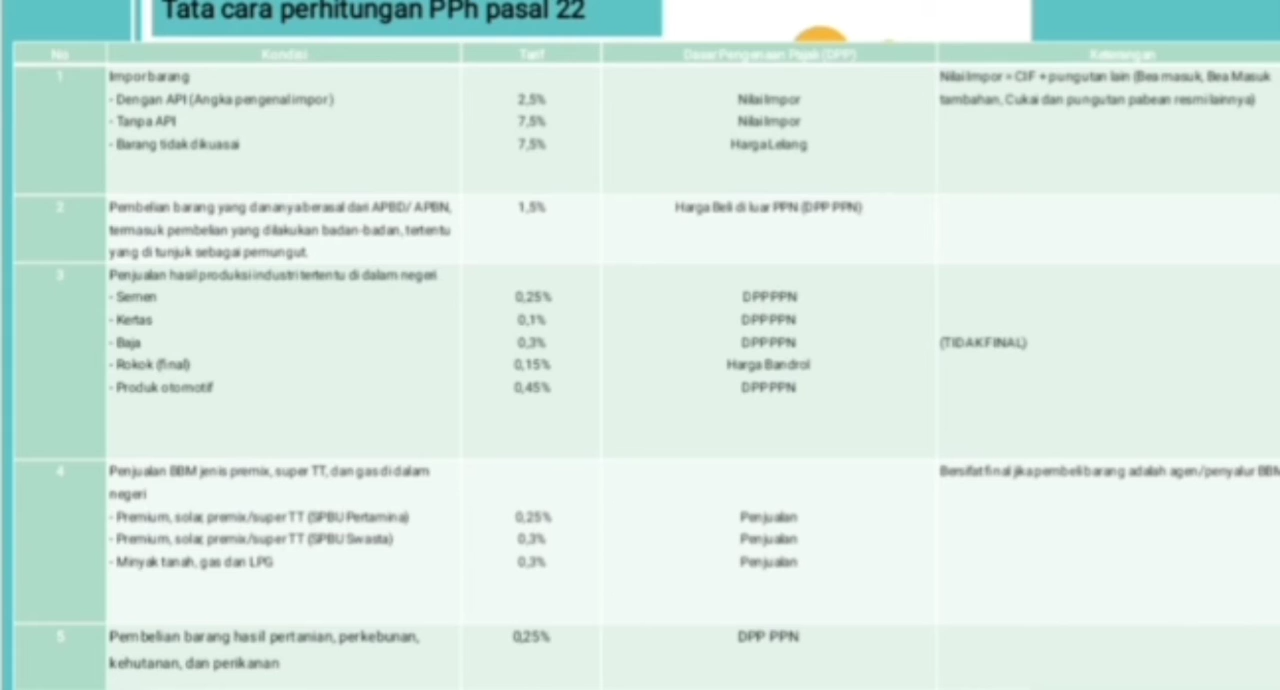 Tata cara perhitungan PPh pasal 22
No Kondisi Tarif Dasar Pengenaan Pajak (DPP) Keterangan
1 Impor barang Nilai Impor = CIF + pungutan lain (Bea masuk, Bea Masuk
- Dengan API (Angka pengenal impor) 2,5% Nilai Impor tambahan, Cukai dan pungutan pabean resmi lainnya)
- Tanpa API 7,5% Nilai Impor
- Barang tidak dikuasai 7,5% Harga Lelang
2 Pembelian barang yang dananya berasal dari APBD/ APBN, 1,5% Harga Beli di luar PPN (DPP PPN)
termasuk pembelian yang dilakukan badan-badan, tertentu
yang di tunjuk sebagai pemungut.
3 Penjualan hasil produksi industri tertentu di dalam negeri
- Semen 0,25% DPP PPN
- Kertas 0,1% DPP PPN
- Baja 0,3% DPP PPN (TIDAK FINAL)
- Rokok (final) 0,15% Harga Bandrol
- Produk otomotif 0,45% DPP PPN
4 Penjualan BBM jenis premix, super TT, dan gas di dalam Bersifat final jika pembeli barang adalah agen/penyalur BBM
negeri
- Premium, solar, premix/super TT (SPBU Pertamina) 0,25% Penjualan
- Premium, solar, premix/super TT (SPBU Swasta) 0,3% Penjualan
- Minyak tanah, gas dan LPG 0,3% Penjualan
5 Pembelian barang hasil pertanian, perkebunan, 0,25% DPP PPN
kehutanan, dan perikanan